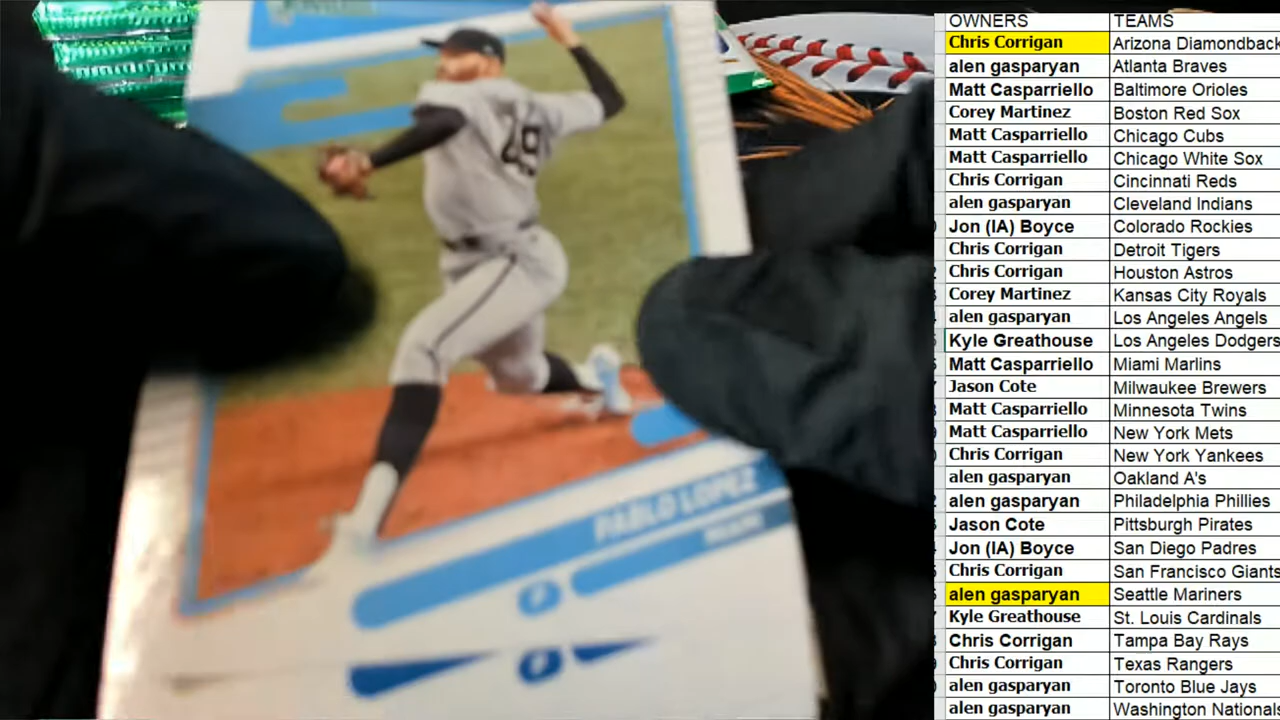 49
PABLO LOPEZ
MIAMI
OWNERS TEAMS
Chris Corrigan Arizona Diamondback
alen gasparyan Atlanta Braves
Matt Casparriello Baltimore Orioles
Corey Martinez Boston Red Sox
Matt Casparriello Chicago Cubs
Matt Casparriello Chicago White Sox
Chris Corrigan Cincinnati Reds
alen gasparyan Cleveland Indians
Jon (IA) Boyce Colorado Rockies
Chris Corrigan Detroit Tigers
Chris Corrigan Houston Astros
Corey Martinez Kansas City Royals
alen gasparyan Los Angeles Angels
Kyle Greathouse Los Angeles Dodgers
Matt Casparriello Miami Marlins
Jason Cote Milwaukee Brewers
Matt Casparriello Minnesota Twins
Matt Casparriello New York Mets
Chris Corrigan New York Yankees
alen gasparyan Oakland A's
alen gasparyan Philadelphia Phillies
Jason Cote Pittsburgh Pirates
Jon (IA) Boyce San Diego Padres
Chris Corrigan San Francisco Giants
alen gasparyan Seattle Mariners
Kyle Greathouse St. Louis Cardinals
Chris Corrigan Tampa Bay Rays
Chris Corrigan Texas Rangers
alen gasparyan Toronto Blue Jays
alen gasparyan Washington Nationals